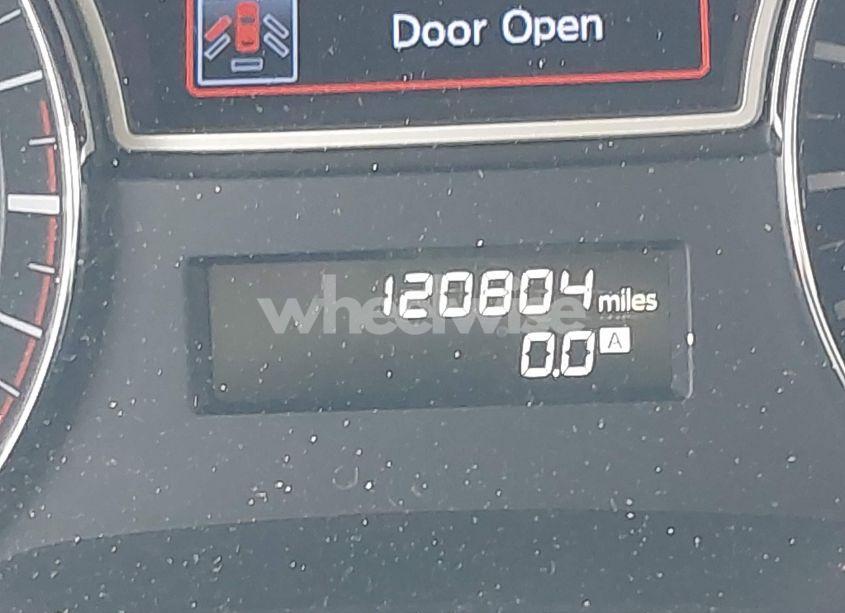 Door Open
120804 miles
wheelwise
0.0 A